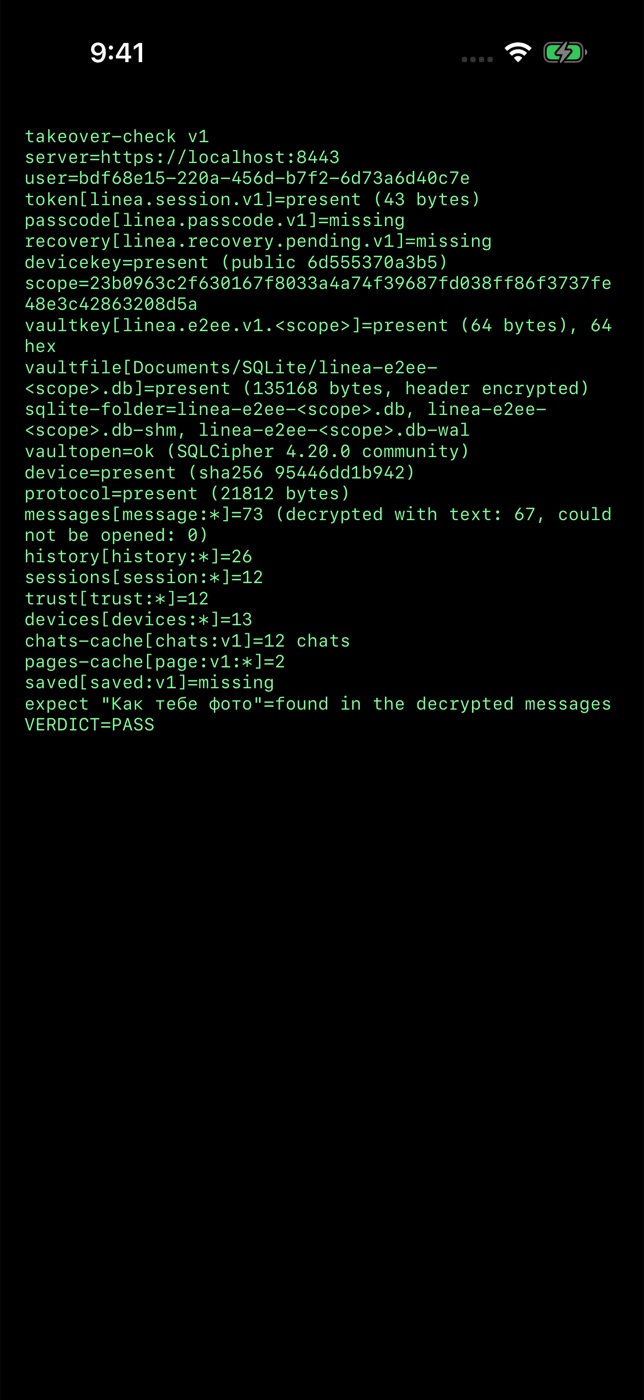 9:41
takeover-check v1
server=https://localhost:8443
user=bdf68e15-220a-456d-b7f2-6d73a6d40c7e
token[linea.session.v1]=present (43 bytes)
passcode[linea.passcode.v1]=missing
recovery[linea.recovery.pending.v1]=missing
devicekey=present (public 6d555370a3b5)
scope=23b0963c2f630167f8033a4a74f39687fd038ff86f3737fe
48e3c42863208d5a
vaultkey[linea.e2ee.v1.<scope>]=present (64 bytes), 64
hex
vaultfile[Documents/SQLite/linea-e2ee-
<scope>.db]=present (135168 bytes, header encrypted)
sqlite-folder=linea-e2ee-<scope>.db, linea-e2ee-
<scope>.db-shm, linea-e2ee-<scope>.db-wal
vaultopen=ok (SQLCipher 4.20.0 community)
device=present (sha256 95446dd1b942)
protocol=present (21812 bytes)
messages[message:*]=73 (decrypted with text: 67, could
not be opened: 0)
history[history:*]=26
sessions[session:*]=12
trust[trust:*]=12
devices[devices:*]=13
chats-cache[chats:v1]=12 chats
pages-cache[page:v1:*]=2
saved[saved:v1]=missing
expect "Как тебе фото"=found in the decrypted messages
VERDICT=PASS